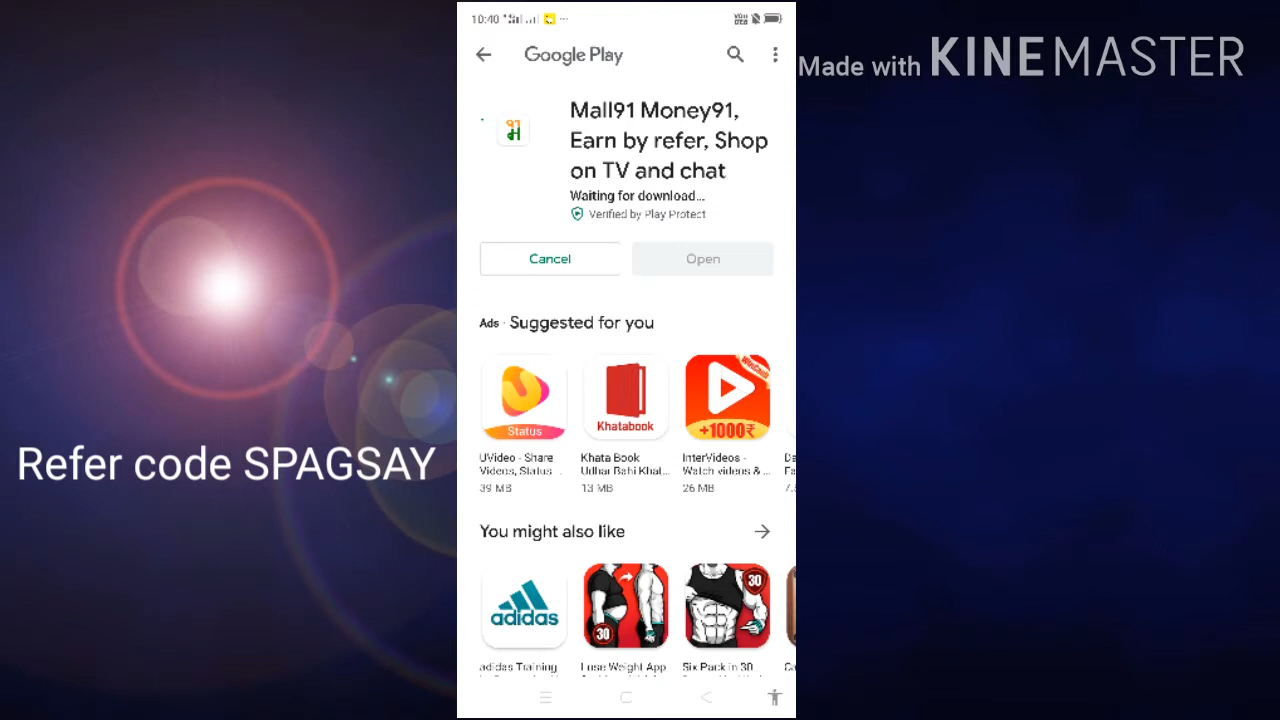 10:40
Google Play
Made with KINEMASTER
91
म
Mall91 Money91,
Earn by refer, Shop
on TV and chat
Waiting for download...
Verified by Play Protect
Cancel
Open
Ads · Suggested for you
Status
Khatabook
+1000₹
UVideo - Share
Videos, Status ...
39 MB
Khata Book
Udhar Bahi Khat...
13 MB
InterVideos -
Watch videos & ...
26 MB
Refer code SPAGSAY
You might also like
adidas
30
30
adidas Training
Lose Weight App
Six Pack in 30